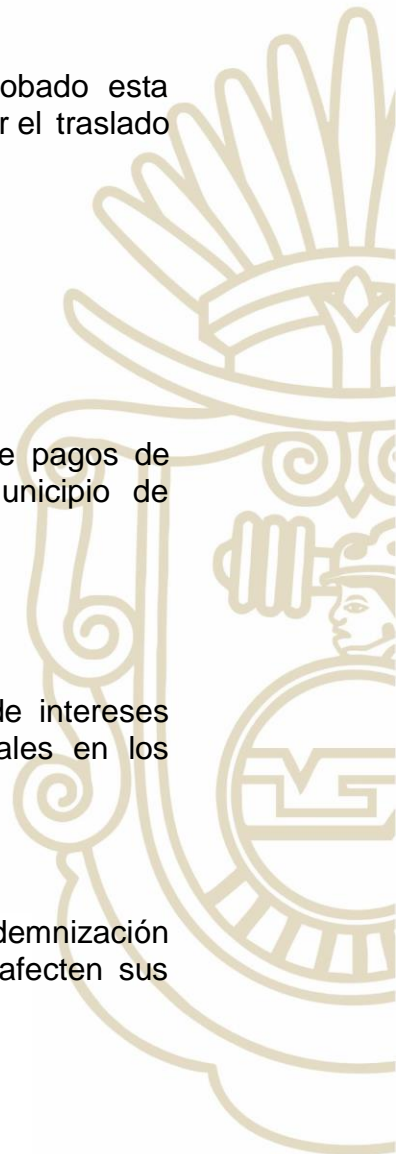 obado esta
r el traslado
e pagos de
unicipio de
de intereses
ales en los
demnización
afecten sus